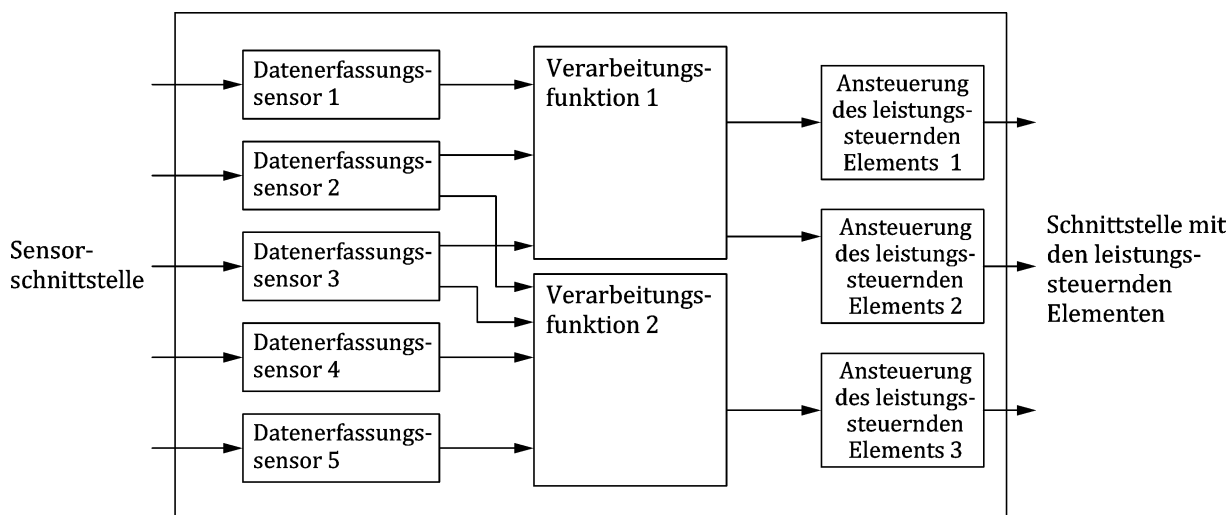 Sensor-
schnittstelle
Datenerfassungs-
sensor 1
Datenerfassungs-
sensor 2
Datenerfassungs-
sensor 3
Datenerfassungs-
sensor 4
Datenerfassungs-
sensor 5
Verarbeitungs-
funktion 1
Verarbeitungs-
funktion 2
Ansteuerung
des leistungs-
steuernden
Elements 1
Ansteuerung
des leistungs-
steuernden
Elements 2
Ansteuerung
des leistungs-
steuernden
Elements 3
Schnittstelle mit
den leistungs-
steuernden
Elementen